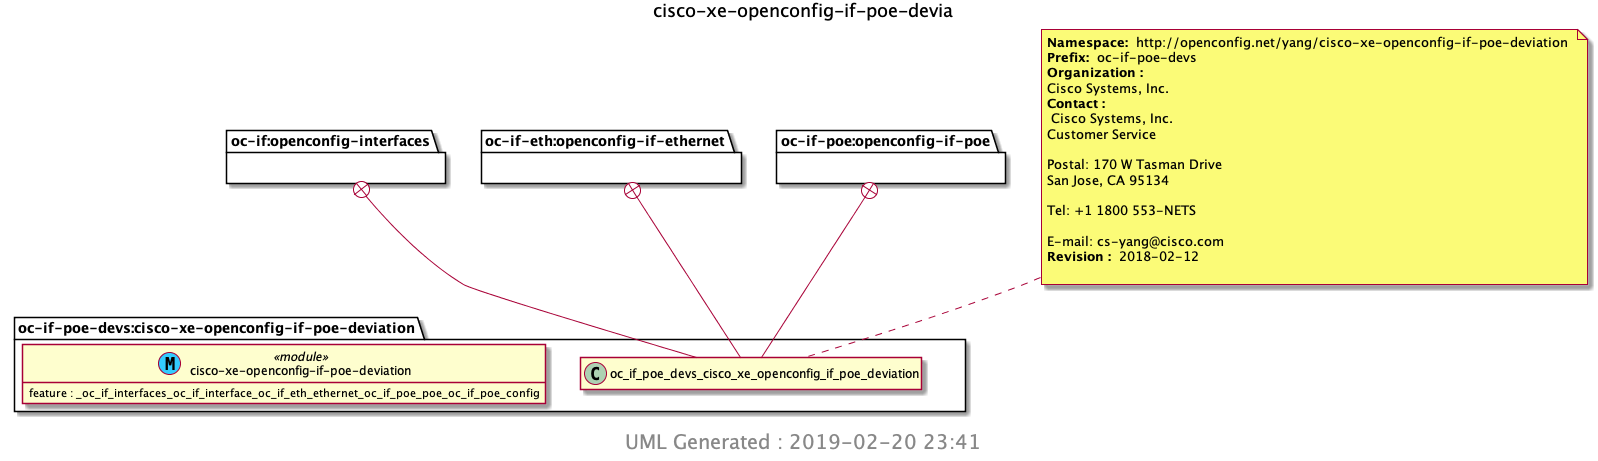 cisco-xe-openconfig-if-poe-devia
Namespace: http://openconfig.net/yang/cisco-xe-openconfig-if-poe-deviation
Prefix: oc-if-poe-devs
Organization :
Cisco Systems, Inc.
Contact :
Cisco Systems, Inc.
Customer Service
Postal: 170 W Tasman Drive
San Jose, CA 95134
Tel: +1 1800 553-NETS
E-mail: cs-yang@cisco.com
Revision : 2018-02-12
oc-if:openconfig-interfaces
oc-if-eth:openconfig-if-ethernet
oc-if-poe:openconfig-if-poe
oc-if-poe-devs:cisco-xe-openconfig-if-poe-deviation
M
«module»
cisco-xe-openconfig-if-poe-deviation
feature : _oc_if_interfaces_oc_if_interface_oc_if_eth_ethernet_oc_if_poe_poe_oc_if_poe_config
C oc_if_poe_devs_cisco_xe_openconfig_if_poe_deviation
UML Generated : 2019-02-20 23:41